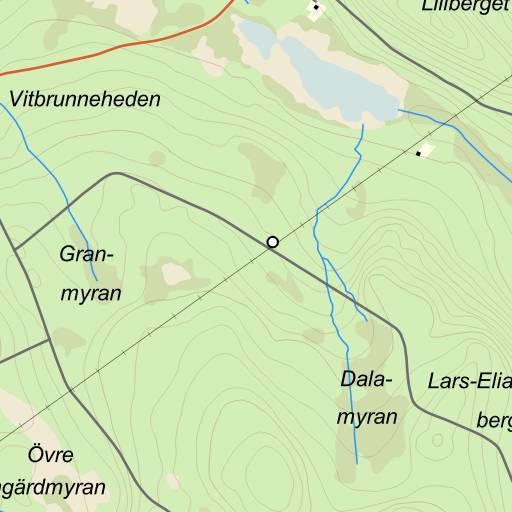 Lillberget
Vitbrunneheden
Gran-
myran
Dala-
myran
Lars-Elia
berg
Övre
gärdmyran